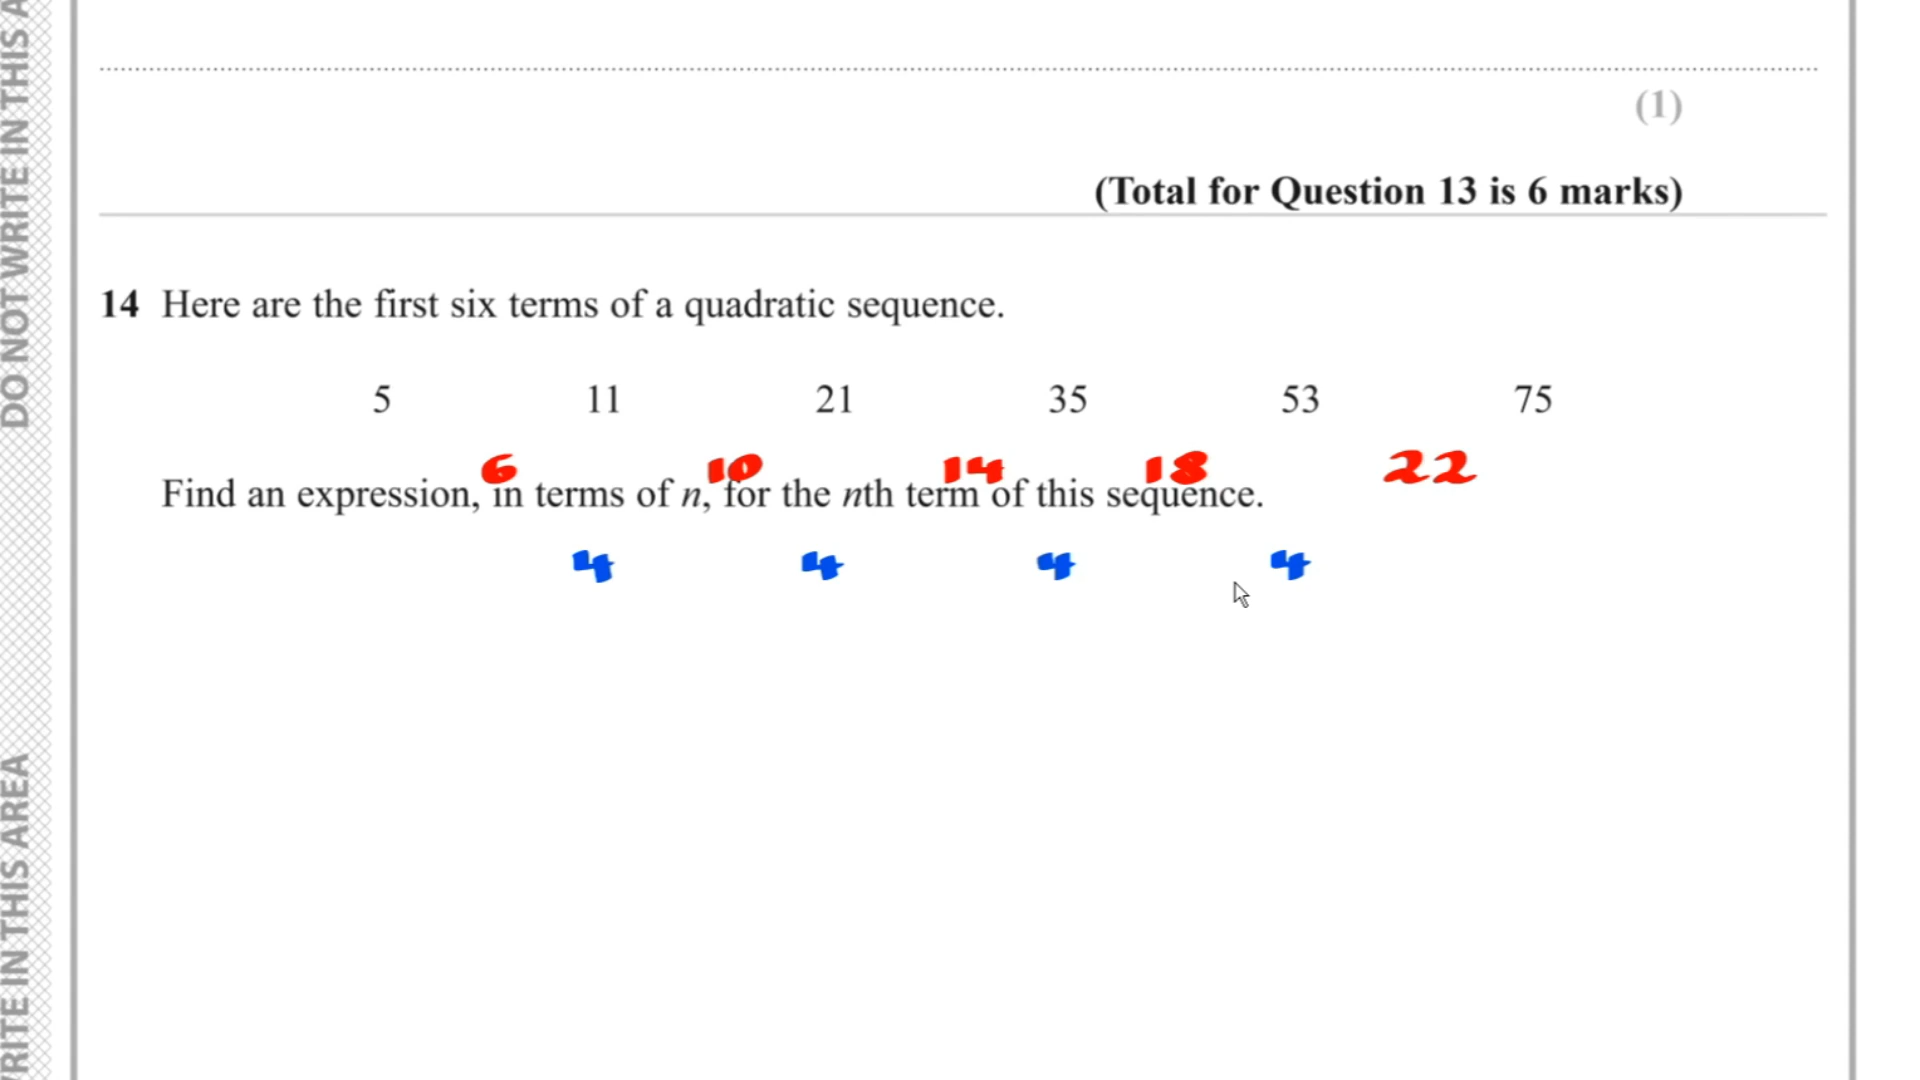 DO NOT WRITE IN THIS A
(1)
(Total for Question 13 is 6 marks)
14 Here are the first six terms of a quadratic sequence.
5 11 21 35 53 75
6 10 14 18 22
Find an expression, in terms of n, for the nth term of this sequence.
4 4 4 4
WRITE IN THIS AREA